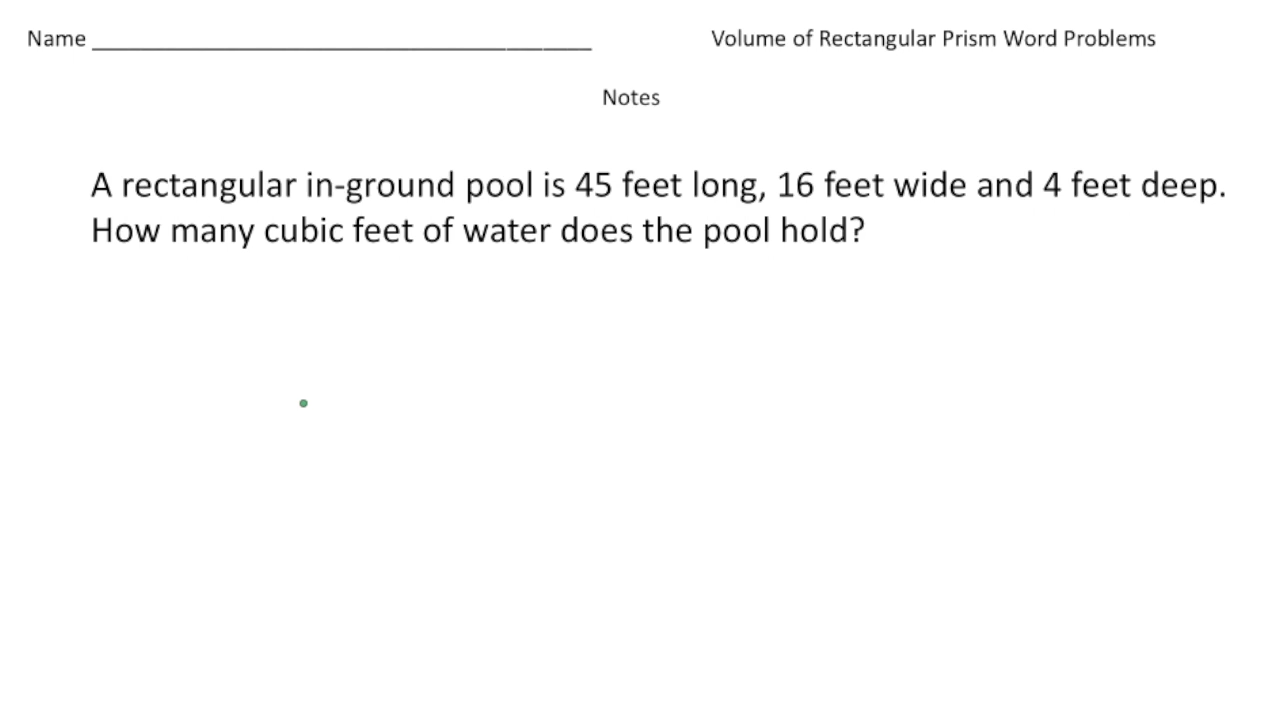 Name ________________________________________ Volume of Rectangular Prism Word Problems
Notes
A rectangular in-ground pool is 45 feet long, 16 feet wide and 4 feet deep.
How many cubic feet of water does the pool hold?